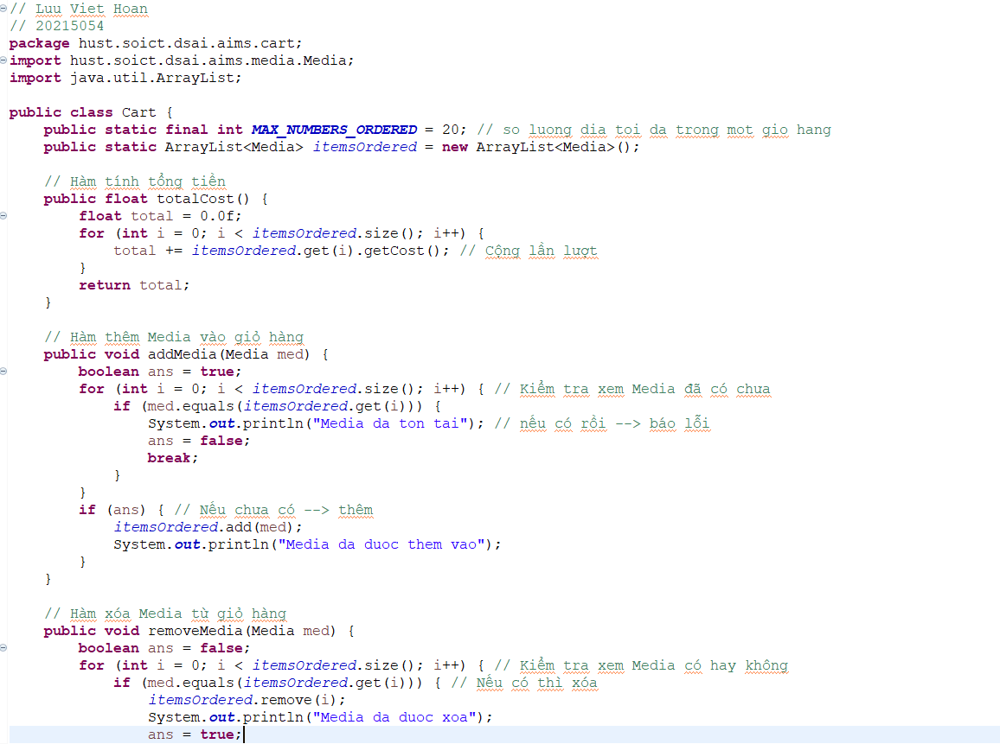 // Luu Viet Hoan
// 20215054
package hust.soict.dsai.aims.cart;
import hust.soict.dsai.aims.media.Media;
import java.util.ArrayList;

public class Cart {
    public static final int MAX_NUMBERS_ORDERED = 20; // so luong dia toi da trong mot gio hang
    public static ArrayList<Media> itemsOrdered = new ArrayList<Media>();

    // Hàm tính tổng tiền
    public float totalCost() {
        float total = 0.0f;
        for (int i = 0; i < itemsOrdered.size(); i++) {
            total += itemsOrdered.get(i).getCost(); // Cộng lần lượt
        }
        return total;
    }

    // Hàm thêm Media vào giỏ hàng
    public void addMedia(Media med) {
        boolean ans = true;
        for (int i = 0; i < itemsOrdered.size(); i++) { // Kiểm tra xem Media đã có chưa
            if (med.equals(itemsOrdered.get(i))) {
                System.out.println("Media da ton tai"); // nếu có rồi --> báo lỗi
                ans = false;
                break;
            }
        }
        if (ans) { // Nếu chưa có --> thêm
            itemsOrdered.add(med);
            System.out.println("Media da duoc them vao");
        }
    }

    // Hàm xóa Media từ giỏ hàng
    public void removeMedia(Media med) {
        boolean ans = false;
        for (int i = 0; i < itemsOrdered.size(); i++) { // Kiểm tra xem Media có hay không
            if (med.equals(itemsOrdered.get(i))) { // Nếu có thì xóa
                itemsOrdered.remove(i);
                System.out.println("Media da duoc xoa");
                ans = true;